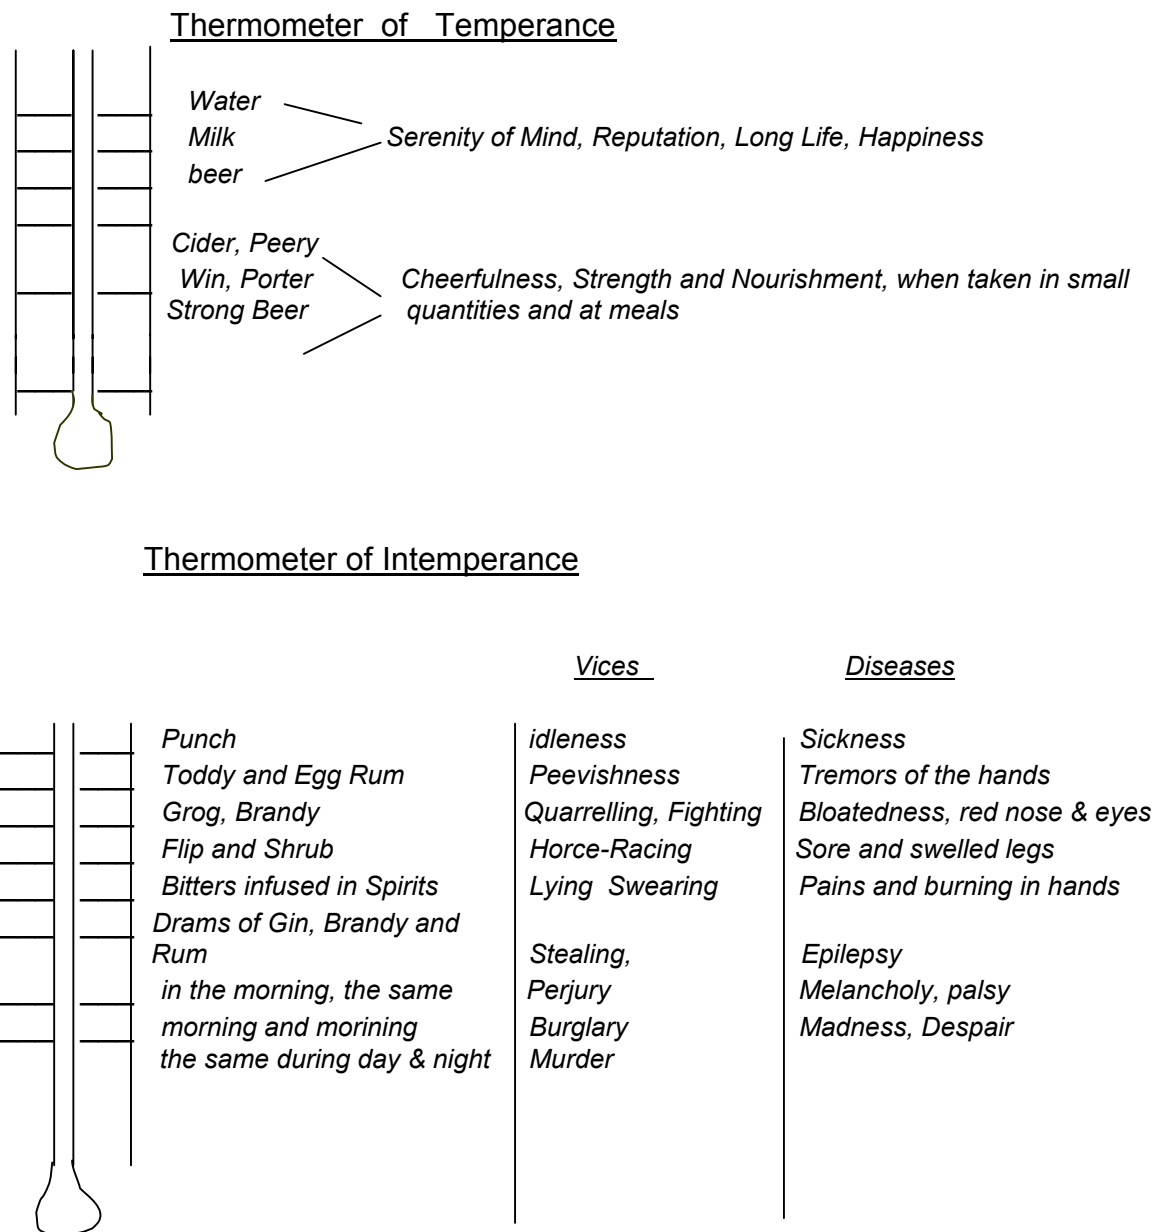 Thermometer of Temperance
Water
Milk
Serenity of Mind, Reputation, Long Life, Happiness
beer
Cider, Peery
Win, Porter
Cheerfulness, Strength and Nourishment, when taken in small
Strong Beer
quantities and at meals
Thermometer of Intemperance
Vices Diseases
Punch idleness Sickness
Toddy and Egg Rum Peevishness Tremors of the hands
Grog, Brandy Quarrelling, Fighting Bloatedness, red nose & eyes
Flip and Shrub Horce-Racing Sore and swelled legs
Bitters infused in Spirits Lying Swearing Pains and burning in hands
Drams of Gin, Brandy and
Rum Stealing, Epilepsy
in the morning, the same Perjury Melancholy, palsy
morning and morining Burglary Madness, Despair
the same during day & night Murder